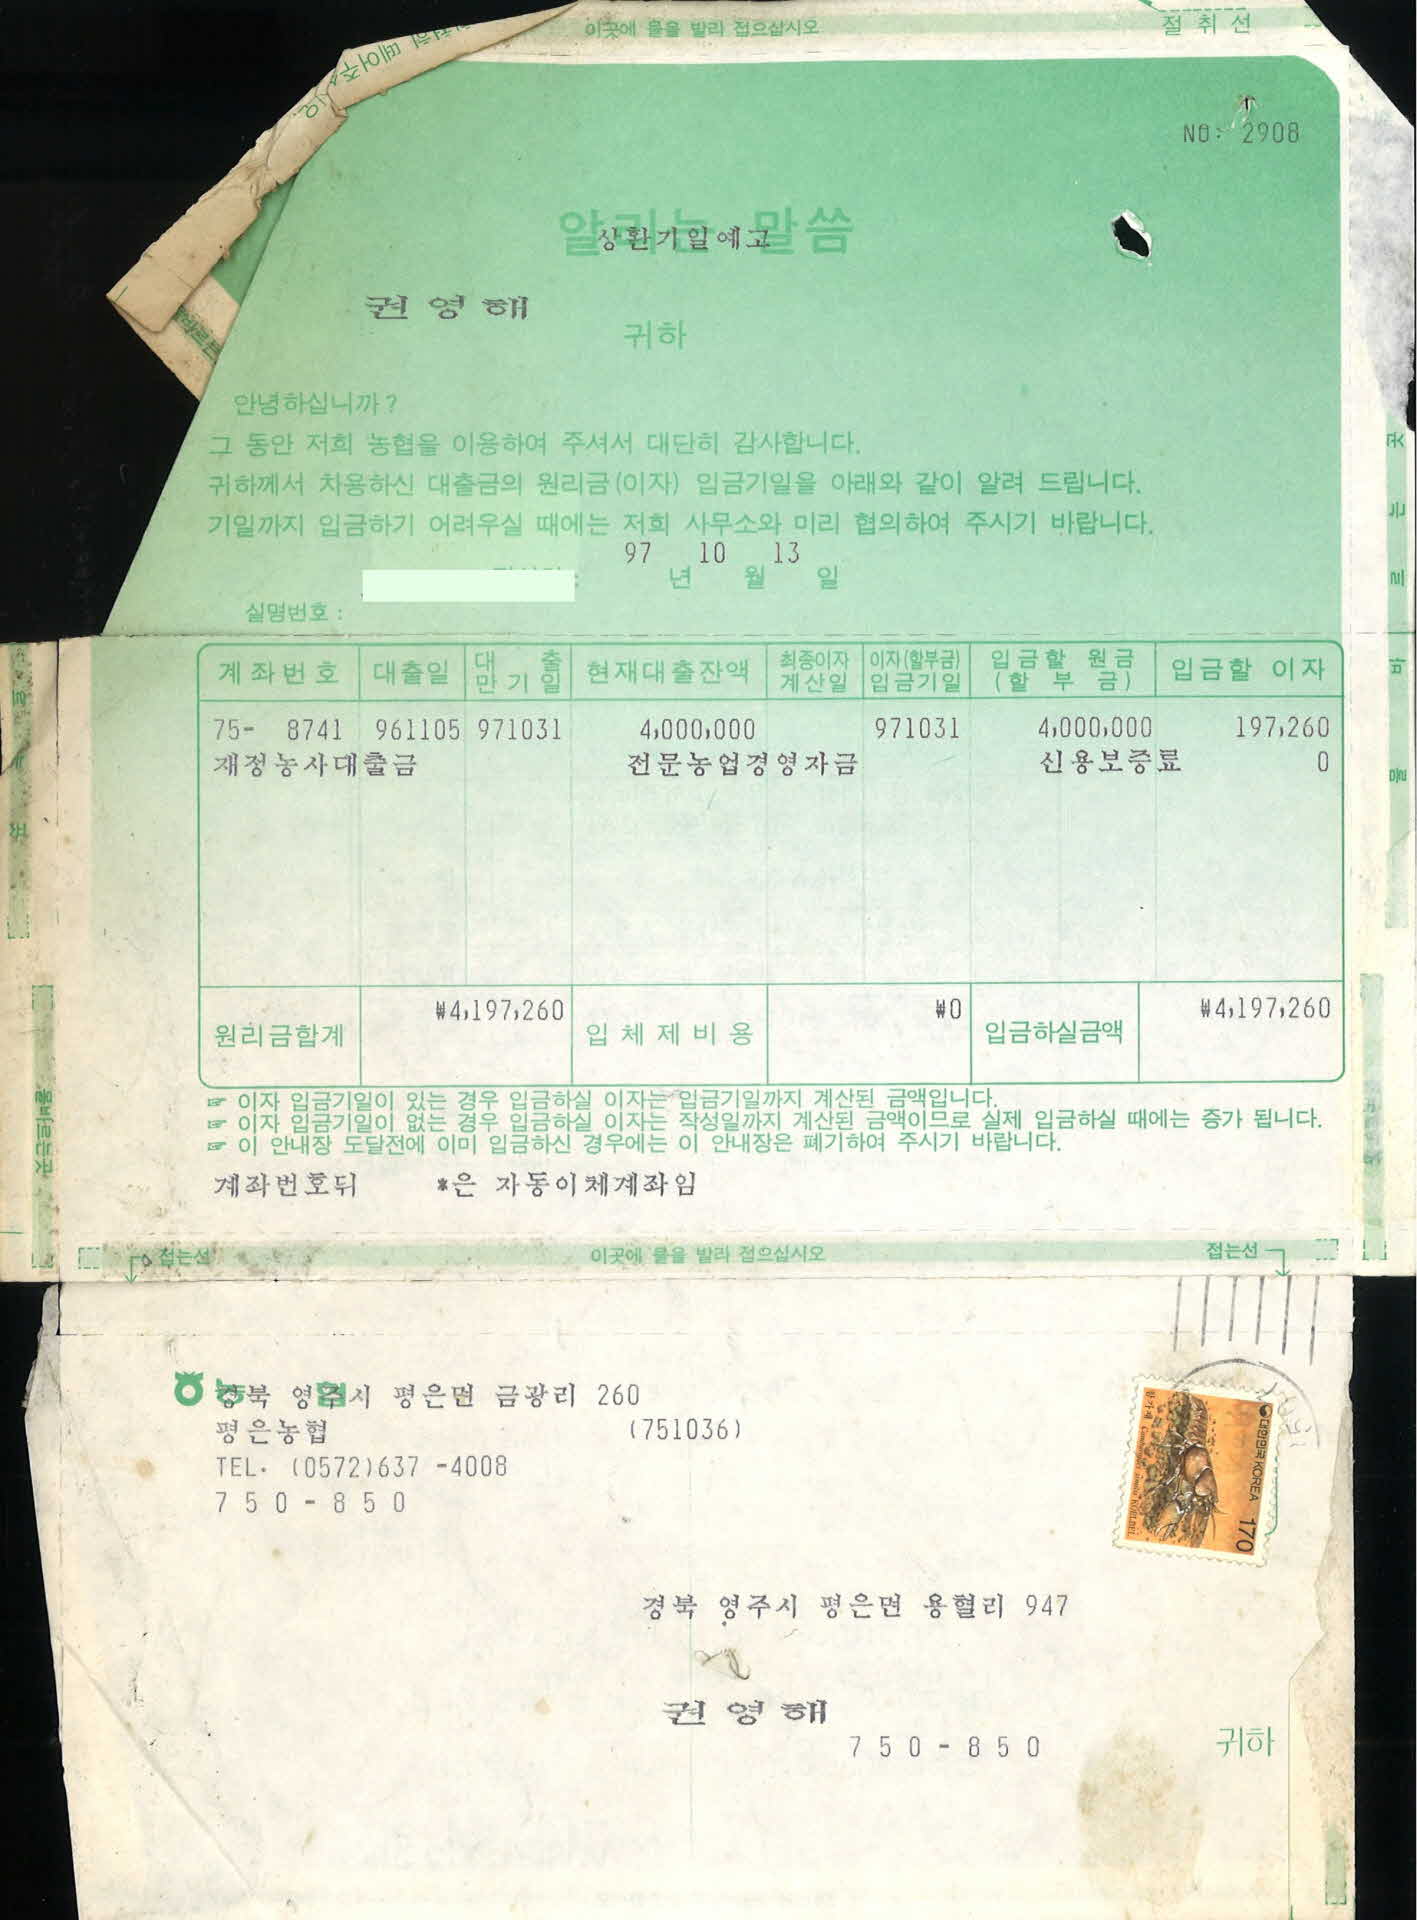 이곳에 물을 발라 접으십시오
절 취 선
NO: 2908
알리는 말씀
상환기일예고
권 영 해
귀하
안녕하십니까?
그 동안 저희 농협을 이용하여 주셔서 대단히 감사합니다.
귀하께서 차용하신 대출금의 원리금(이자) 입금기일을 아래와 같이 알려 드립니다.
기일까지 입금하기 어려우실 때에는 저희 사무소와 미리 협의하여 주시기 바랍니다.
97 10 13
년 월 일
실명번호 :
계좌번호 대출일 대출만기일 현재대출잔액 최종이자계산일 이자(할부금)입금기일 입금할 원금(할부금) 입금할 이자
75- 8741 961105 971031 4,000,000 971031 4,000,000 197,260
재정농사대출금 전문농업경영자금 신용보증료 0
원리금합계 ₩4,197,260 입체제비용 ₩0 입금하실금액 ₩4,197,260
☞ 이자 입금기일이 있는 경우 입금하실 이자는 입금기일까지 계산된 금액입니다.
☞ 이자 입금기일이 없는 경우 입금하실 이자는 작성일까지 계산된 금액이므로 실제 입금하실 때에는 증가 됩니다.
☞ 이 안내장 도달전에 이미 입금하신 경우에는 이 안내장은 폐기하여 주시기 바랍니다.
계좌번호뒤 *은 자동이체계좌임
접는선 이곳에 물을 발라 접으십시오 접는선
농협
경북 영주시 평은면 금광리 260
평은농협 (751036)
TEL. (0572)637 -4008
750-850
대한민국 KOREA 170
경북 영주시 평은면 용혈리 947
권 영 해
750-850
귀하